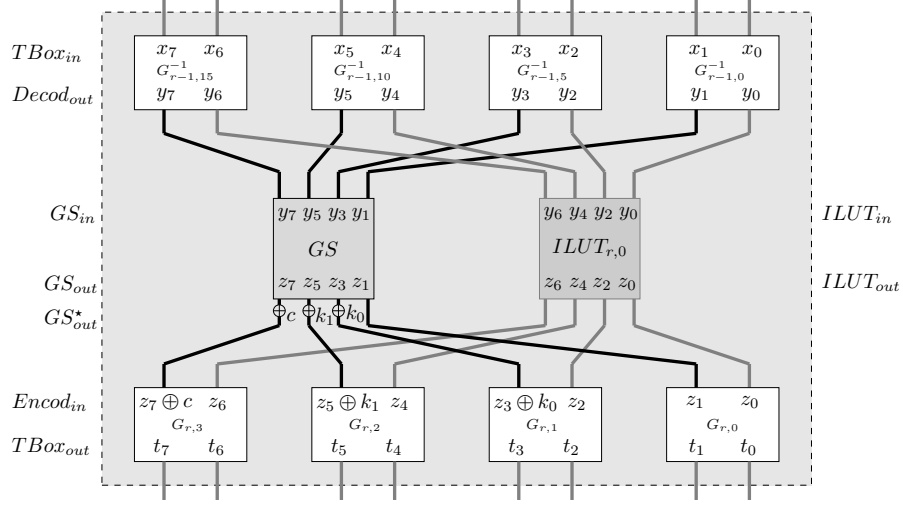 TBox_in x_7 x_6 x_5 x_4 x_3 x_2 x_1 x_0
G^{-1}_{r−1,15} G^{-1}_{r−1,10} G^{-1}_{r−1,5} G^{-1}_{r−1,0}
Decod_out y_7 y_6 y_5 y_4 y_3 y_2 y_1 y_0
GS_in y_7 y_5 y_3 y_1 y_6 y_4 y_2 y_0 ILUT_in
GS ILUT_{r,0}
GS_out z_7 z_5 z_3 z_1 z_6 z_4 z_2 z_0 ILUT_out
GS^⋆_out ⊕c ⊕k_1 ⊕k_0
Encod_in z_7 ⊕ c z_6 z_5 ⊕ k_1 z_4 z_3 ⊕ k_0 z_2 z_1 z_0
G_{r,3} G_{r,2} G_{r,1} G_{r,0}
TBox_out t_7 t_6 t_5 t_4 t_3 t_2 t_1 t_0